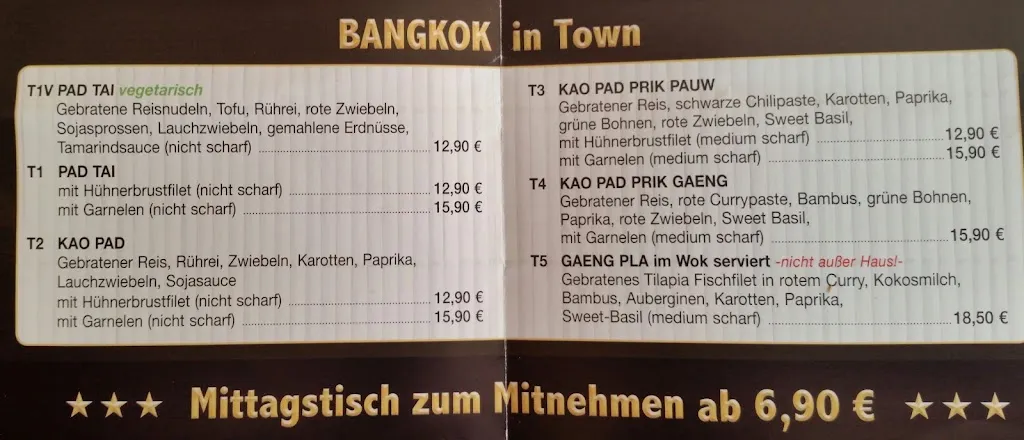 BANGKOK in Town
T1V PAD TAI vegetarisch
Gebratene Reisnudeln, Tofu, Rührei, rote Zwiebeln,
Sojasprossen, Lauchzwiebeln, gemahlene Erdnüsse,
Tamarindsauce (nicht scharf) 12,90 €
T1 PAD TAI
mit Hühnerbrustfilet (nicht scharf) 12,90 €
mit Garnelen (nicht scharf) 15,90 €
T2 KAO PAD
Gebratener Reis, Rührei, Zwiebeln, Karotten, Paprika,
Lauchzwiebeln, Sojasauce
mit Hühnerbrustfilet (nicht scharf) 12,90 €
mit Garnelen (nicht scharf) 15,90 €
T3 KAO PAD PRIK PAUW
Gebratener Reis, schwarze Chilipaste, Karotten, Paprika,
grüne Bohnen, rote Zwiebeln, Sweet Basil,
mit Hühnerbrustfilet (medium scharf) 12,90 €
mit Garnelen (medium scharf) 15,90 €
T4 KAO PAD PRIK GAENG
Gebratener Reis, rote Currypaste, Bambus, grüne Bohnen,
Paprika, rote Zwiebeln, Sweet Basil,
mit Garnelen (medium scharf) 15,90 €
T5 GAENG PLA im Wok serviert -nicht außer Haus!-
Gebratenes Tilapia Fischfilet in rotem Curry, Kokosmilch,
Bambus, Auberginen, Karotten, Paprika,
Sweet-Basil (medium scharf) 18,50 €
Mittagstisch zum Mitnehmen ab 6,90 €